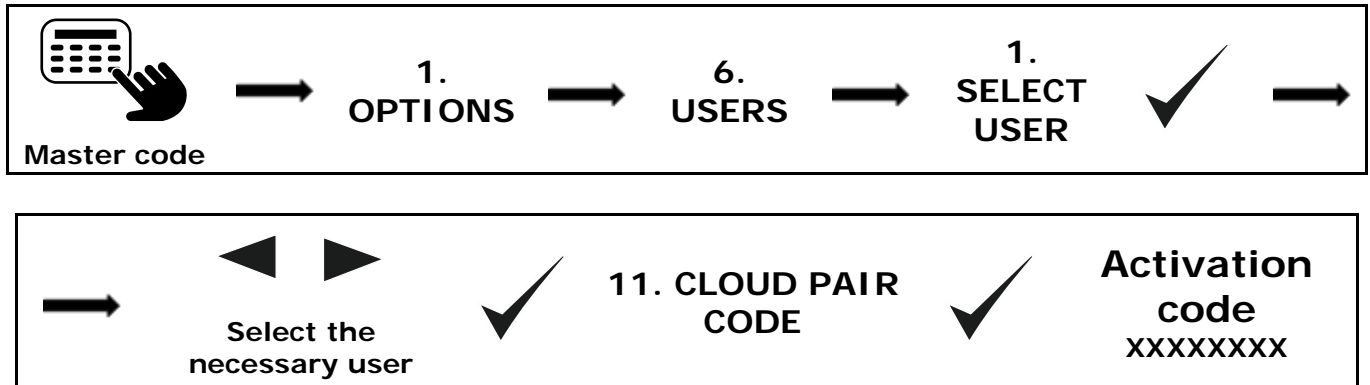 Master code
1.
OPTIONS
6.
USERS
1.
SELECT
USER
Select the
necessary user
11. CLOUD PAIR
CODE
Activation
code
XXXXXXXX